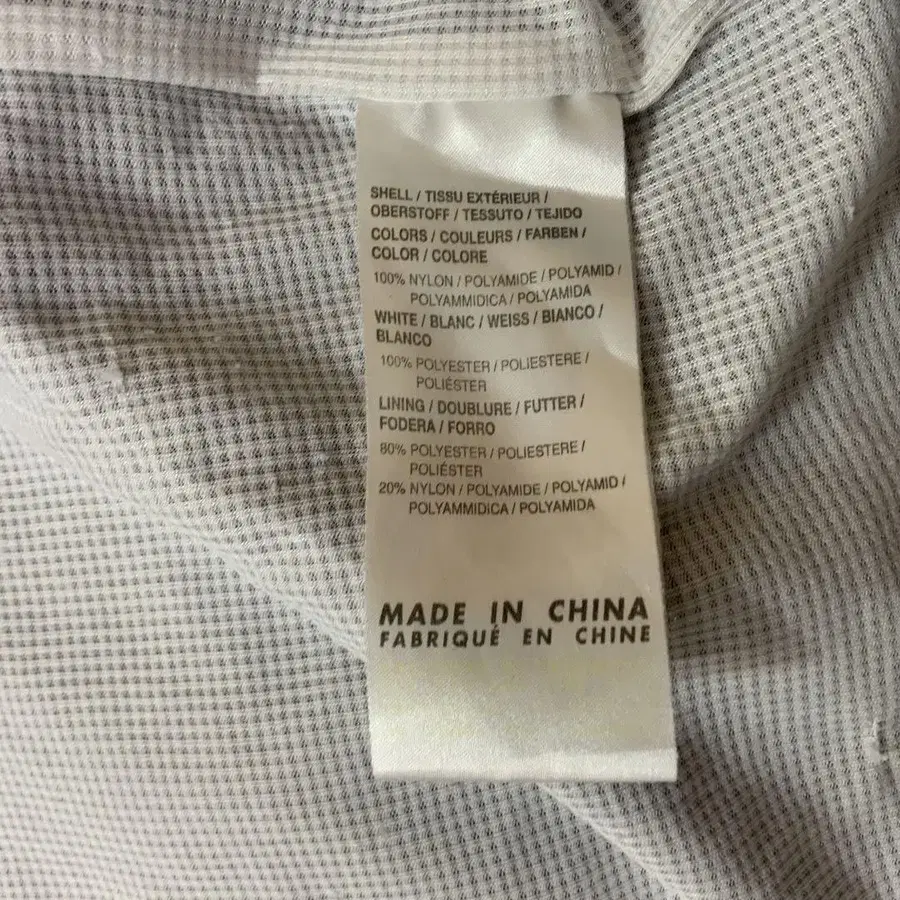 SHELL / TISSU EXTÉRIEUR /
OBERSTOFF / TESSUTO / TEJIDO
COLORS / COULEURS / FARBEN /
COLOR / COLORE
100% NYLON / POLYAMIDE / POLYAMID /
POLYAMMIDICA / POLYAMIDA
WHITE / BLANC / WEISS / BIANCO /
BLANCO
100% POLYESTER / POLIESTERE /
POLIÉSTER
LINING / DOUBLURE / FUTTER /
FODERA / FORRO
80% POLYESTER / POLIESTERE /
POLIÉSTER
20% NYLON / POLYAMIDE / POLYAMID /
POLYAMMIDICA / POLYAMIDA
MADE IN CHINA
FABRIQUÉ EN CHINE